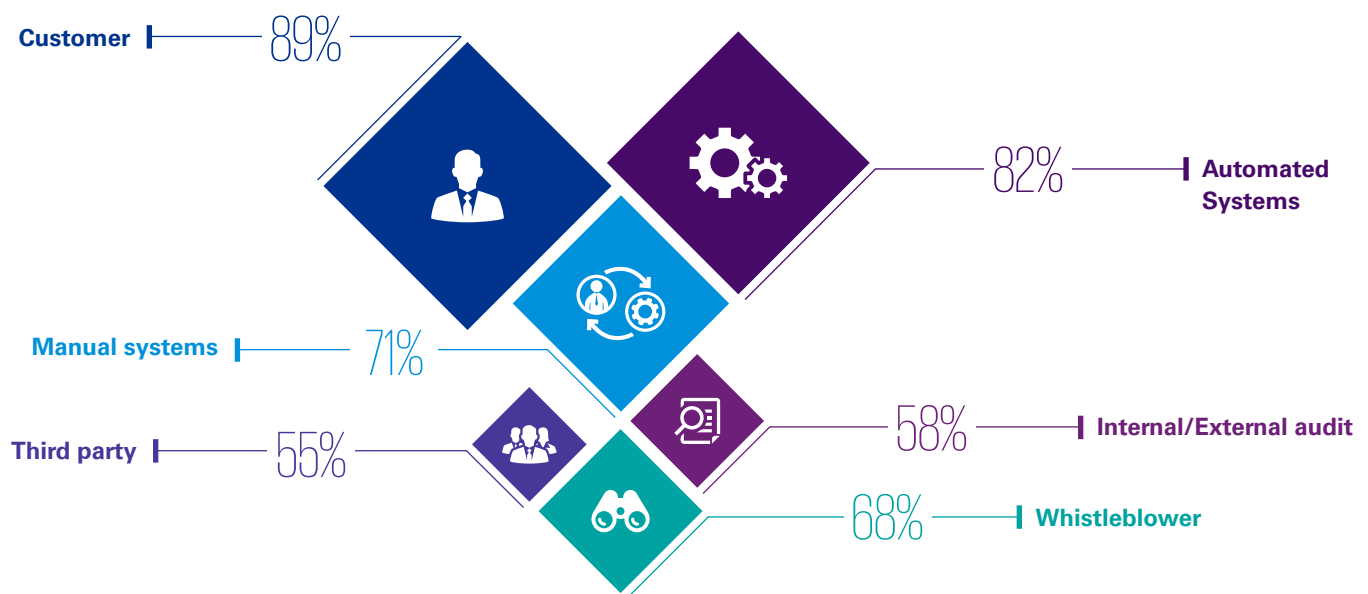 Customer
89%
82%
Automated
Systems
Manual systems
71%
58%
Internal/External audit
Third party
55%
68%
Whistleblower